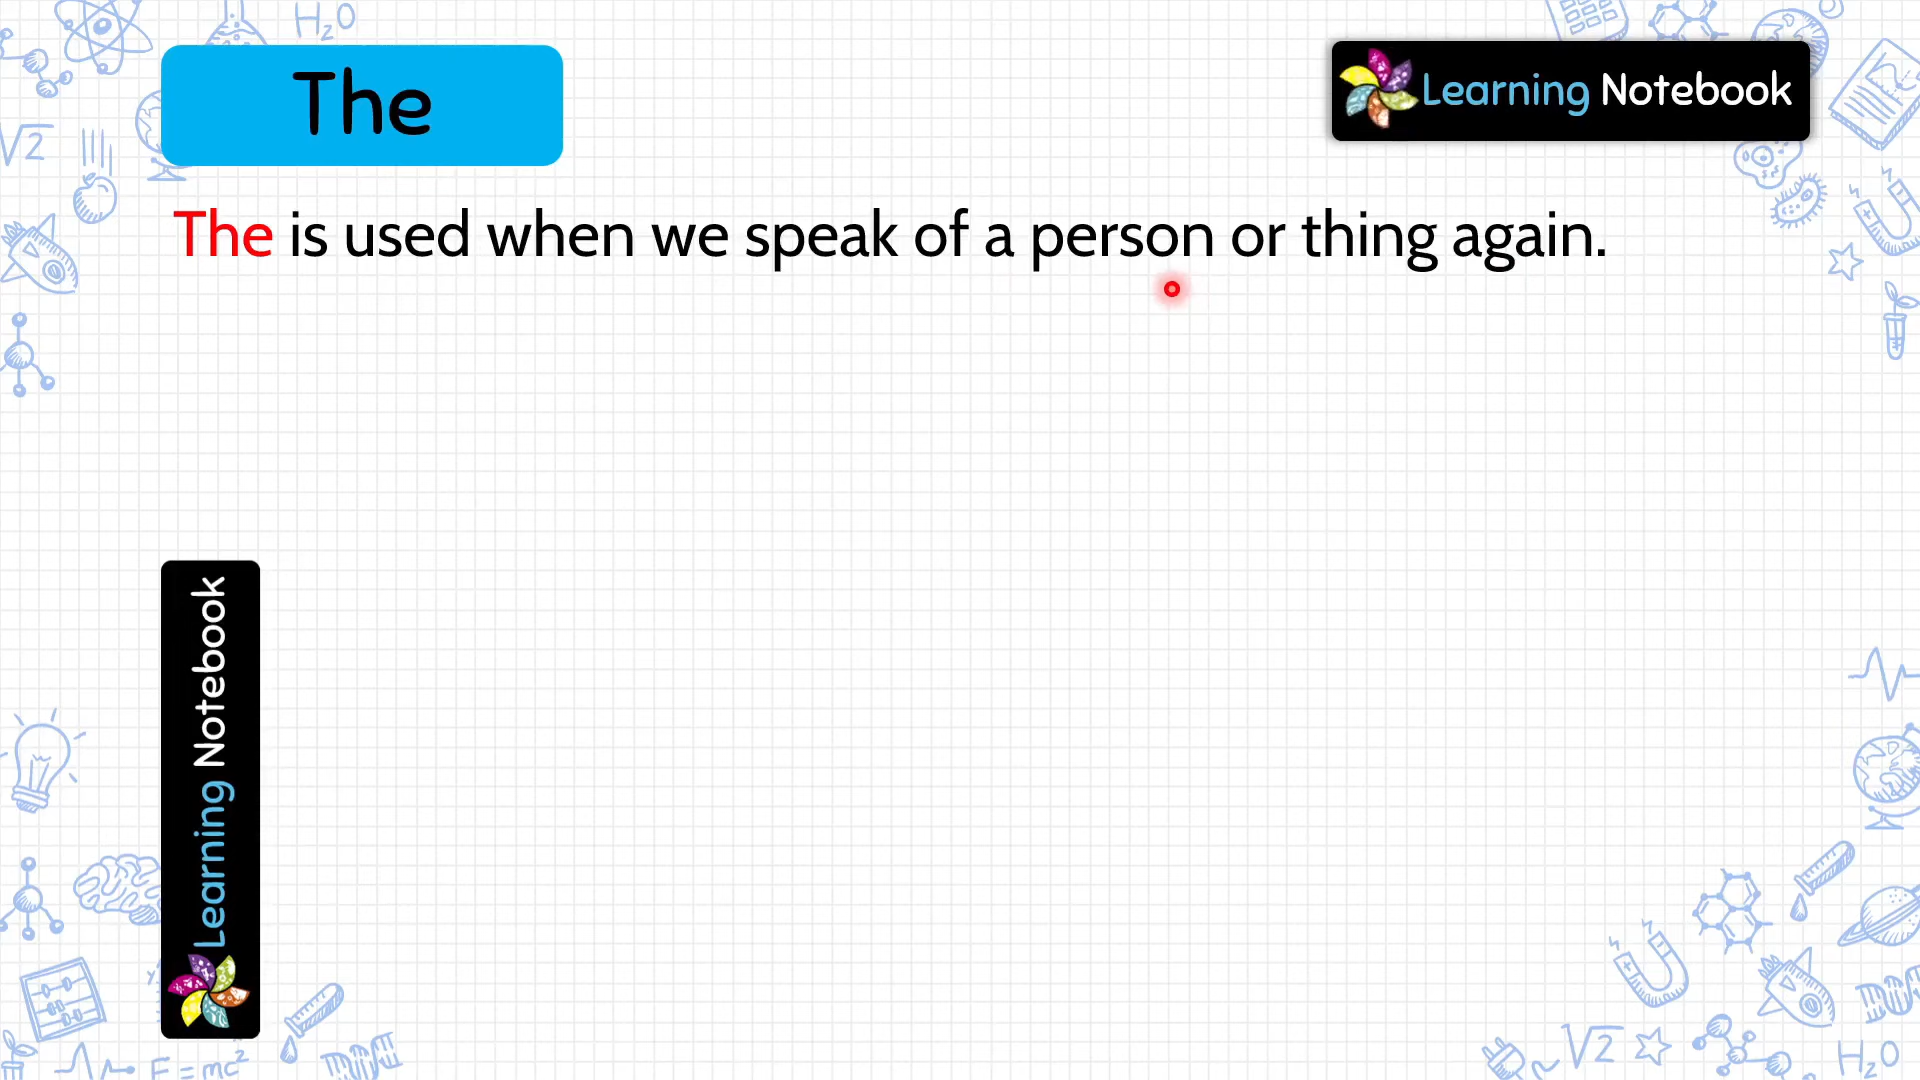 H₂O
The
Learning Notebook
√2
The is used when we speak of a person or thing again.
Learning Notebook
F=mc²
√2
H₂O